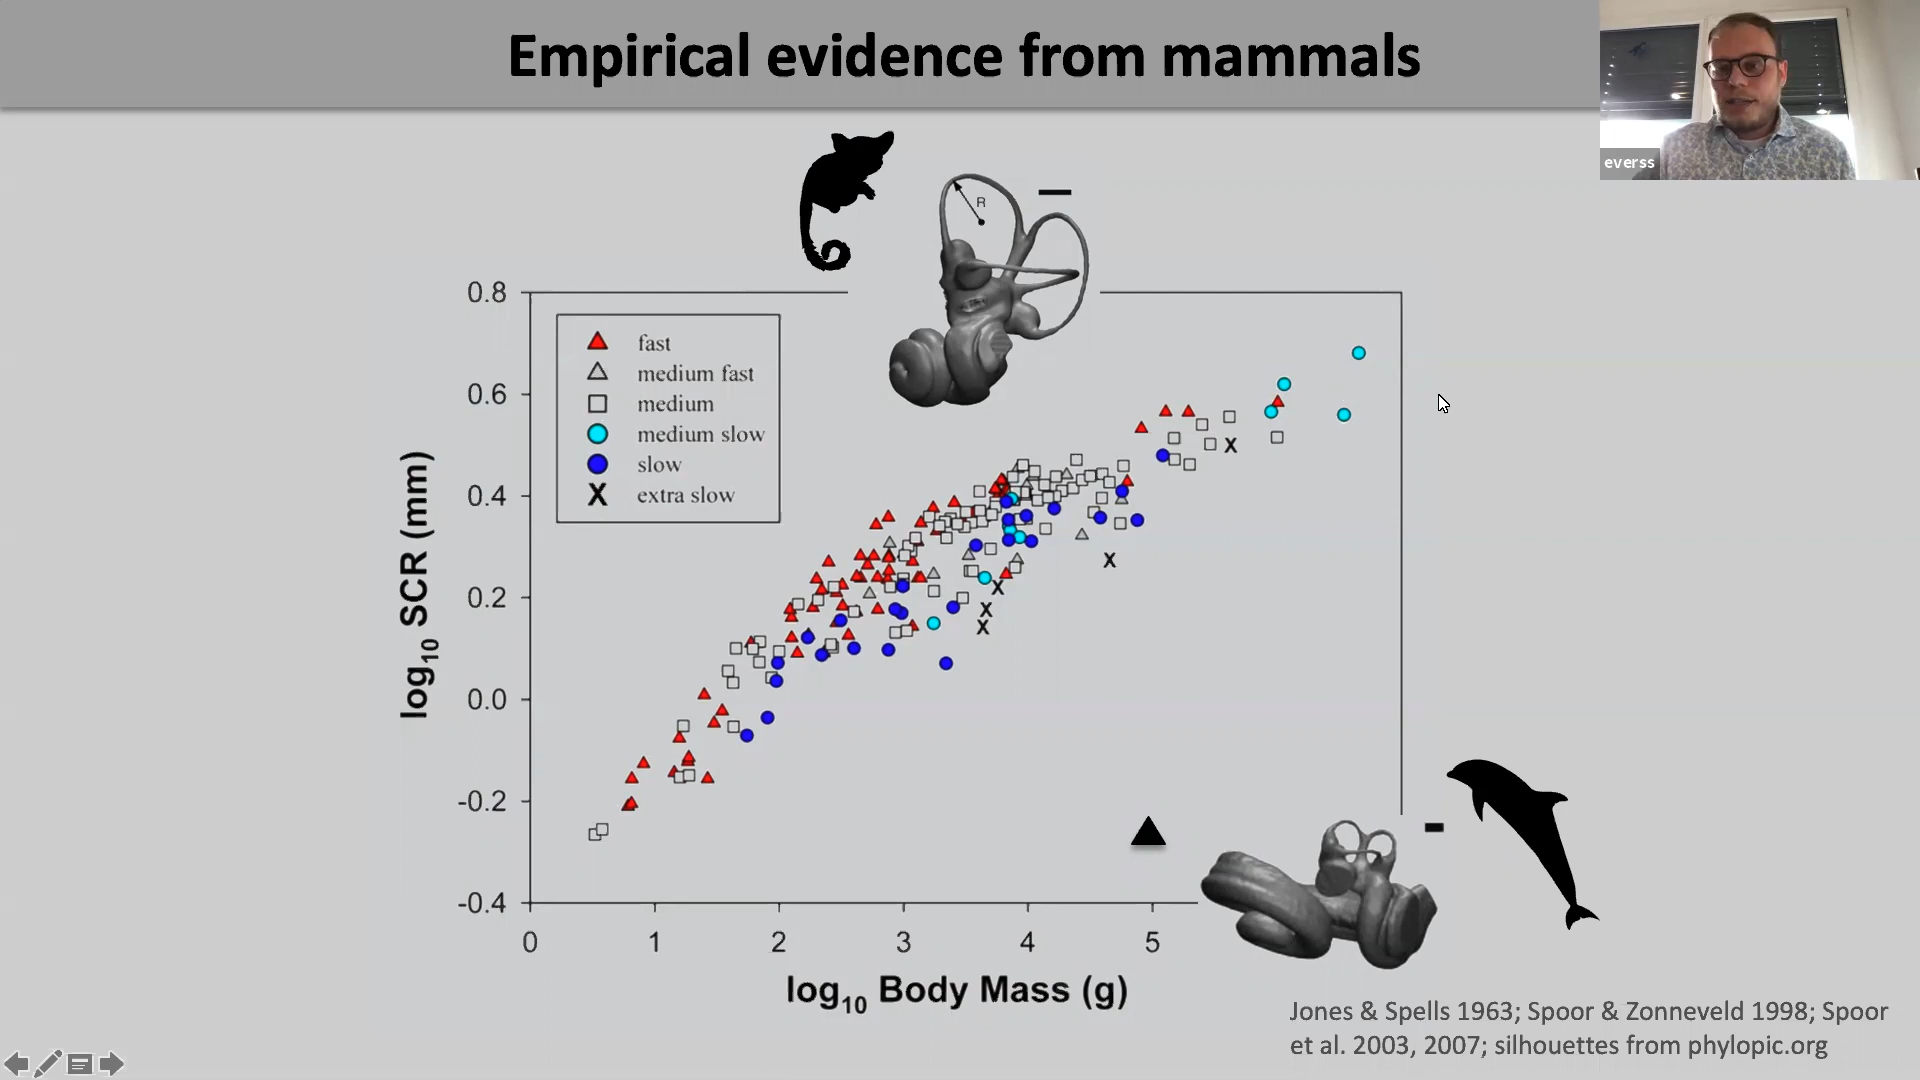 Empirical evidence from mammals
everss
R
0.8
0.6
0.4
0.2
0.0
-0.2
-0.4
fast
medium fast
medium
medium slow
slow
extra slow
log10 SCR (mm)
0 1 2 3 4 5
log10 Body Mass (g)
Jones & Spells 1963; Spoor & Zonneveld 1998; Spoor
et al. 2003, 2007; silhouettes from phylopic.org